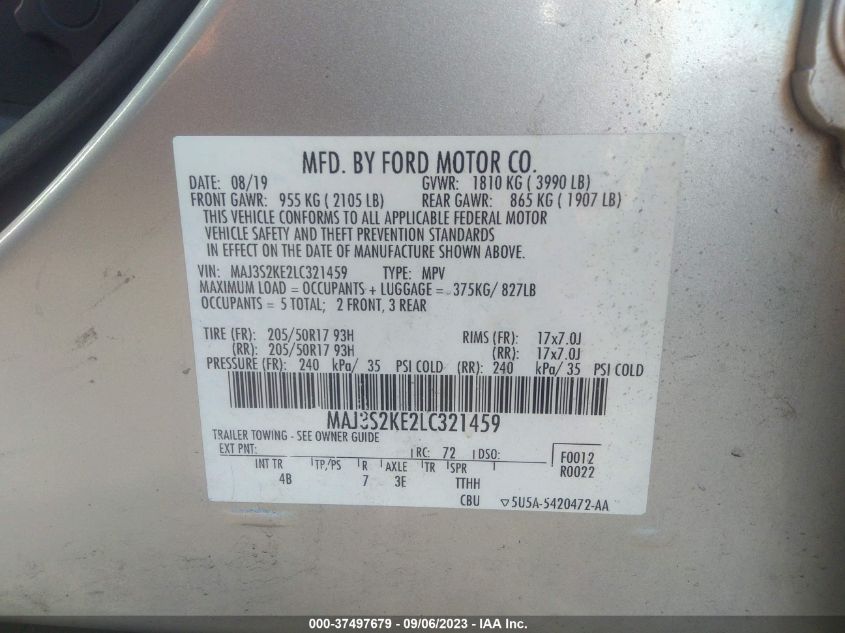 MFD. BY FORD MOTOR CO.
DATE: 08/19 GVWR: 1810 KG ( 3990 LB)
FRONT GAWR: 955 KG ( 2105 LB) REAR GAWR: 865 KG ( 1907 LB)
THIS VEHICLE CONFORMS TO ALL APPLICABLE FEDERAL MOTOR
VEHICLE SAFETY AND THEFT PREVENTION STANDARDS
IN EFFECT ON THE DATE OF MANUFACTURE SHOWN ABOVE.
VIN: MAJ3S2KE2LC321459 TYPE: MPV
MAXIMUM LOAD = OCCUPANTS + LUGGAGE = 375KG/ 827LB
OCCUPANTS = 5 TOTAL; 2 FRONT, 3 REAR
TIRE (FR): 205/50R17 93H RIMS (FR): 17x7.0J
(RR): 205/50R17 93H (RR): 17x7.0J
PRESSURE (FR): 240 kPa/ 35 PSI COLD (RR): 240 kPa/ 35 PSI COLD
MAJ3S2KE2LC321459
TRAILER TOWING - SEE OWNER GUIDE
EXT PNT: RC: 72 DSO: F0012
R0022
INT TR TP/PS R AXLE TR SPR
4B 7 3E TTHH
CBU ▽5U5A-5420472-AA
000-37497679 - 09/06/2023 - IAA Inc.